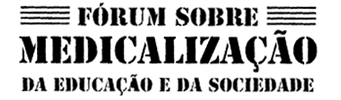 FÓRUM SOBRE
MEDICALIZAÇÃO
DA EDUCAÇÃO E DA SOCIEDADE